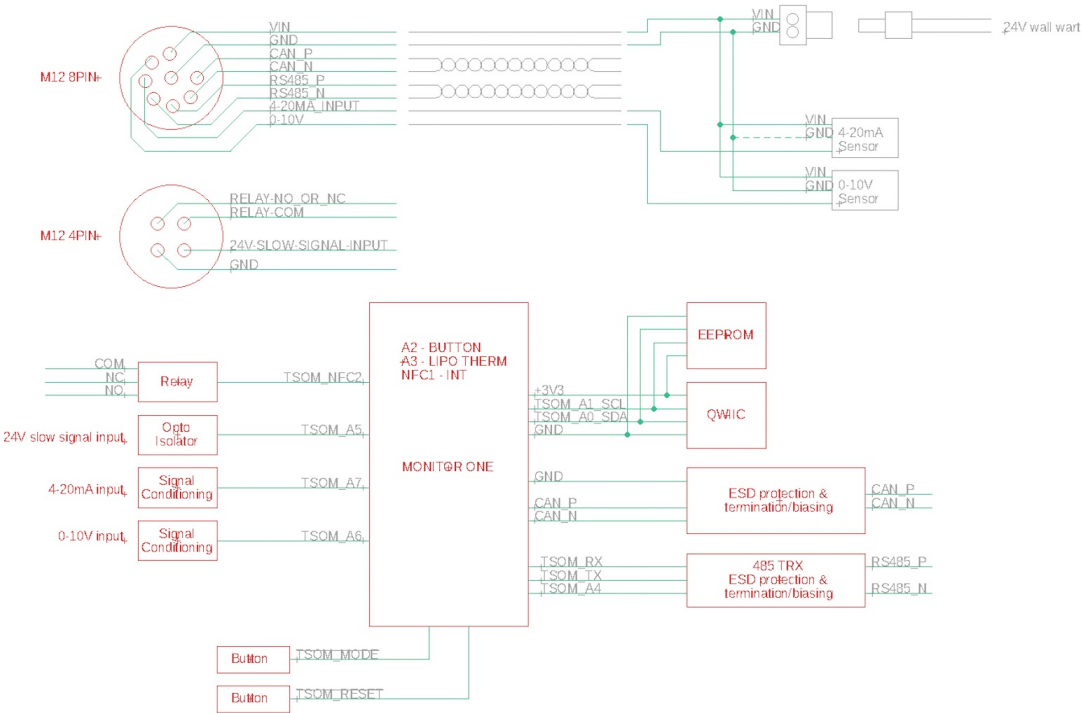 VIN
GND
CAN_P
CAN_N
RS485_P
RS485_N
4-20MA_INPUT
0-10V
M12 8PIN
VIN
GND
24V wall wart
VIN
GND
4-20mA
Sensor
VIN
GND
0-10V
Sensor
M12 4PIN
RELAY-NO_OR_NC
RELAY-COM
24V-SLOW-SIGNAL-INPUT
GND
A2 - BUTTON
A3 - LIPO THERM
NFC1 - INT
MONITOR ONE
COM
NC
NO
Relay
TSOM_NFC2
24V slow signal input
Opto
Isolator
TSOM_A5
4-20mA input
Signal
Conditioning
TSOM_A7
0-10V input
Signal
Conditioning
TSOM_A6
+3V3
TSOM_A1_SCL
TSOM_A0_SDA
GND
EEPROM
QWIIC
GND
CAN_P
CAN_N
ESD protection &
termination/biasing
CAN_P
CAN_N
TSOM_RX
TSOM_TX
TSOM_A4
485 TRX
ESD protection &
termination/biasing
RS485_P
RS485_N
Button
TSOM_MODE
Button
TSOM_RESET